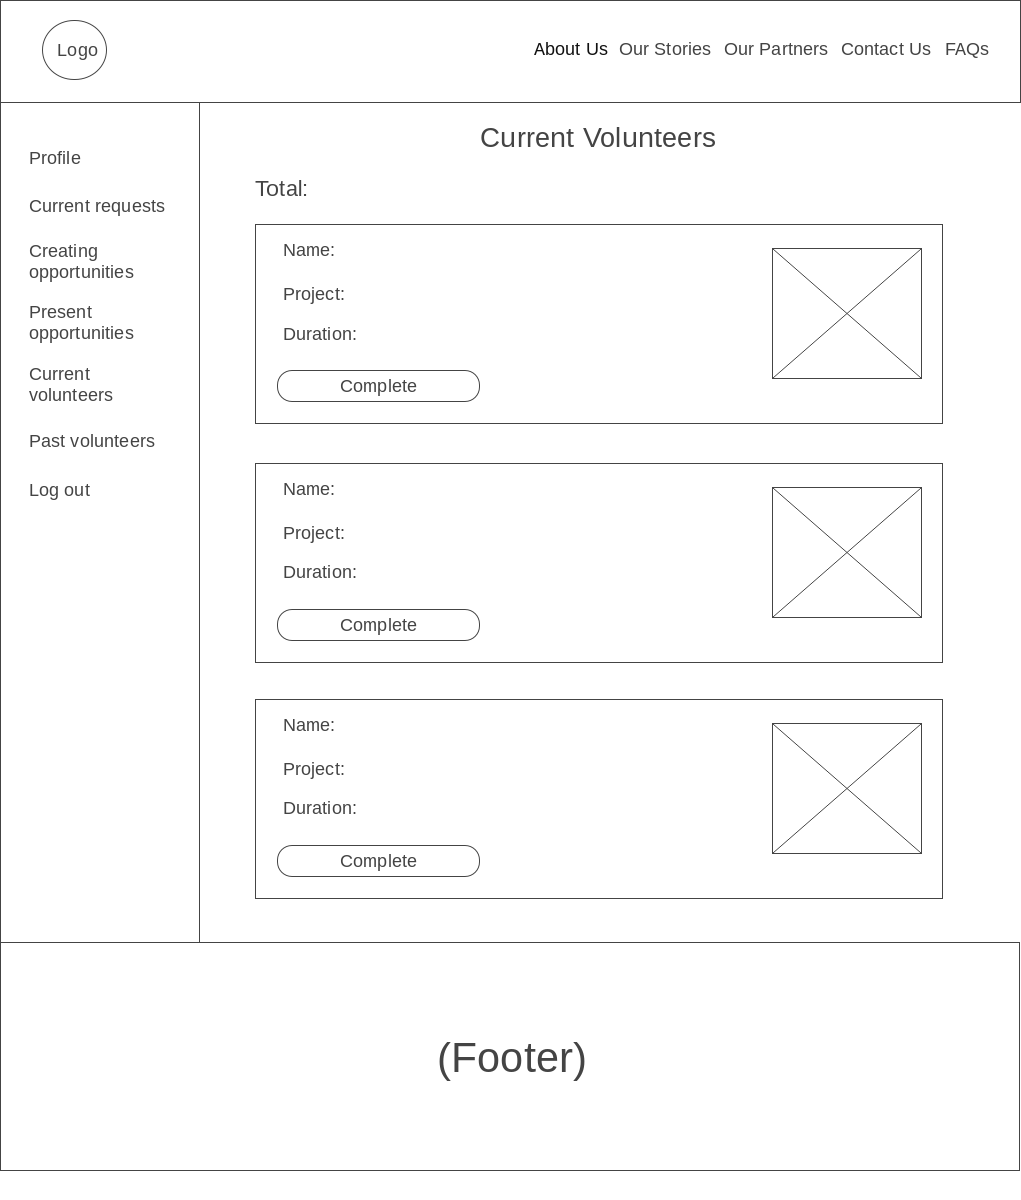 Logo
About Us Our Stories Our Partners Contact Us FAQs
Profile
Current requests
Creating
opportunities
Present
opportunities
Current
volunteers
Past volunteers
Log out
Current Volunteers
Total:
Name:
Project:
Duration:
Complete
Name:
Project:
Duration:
Complete
Name:
Project:
Duration:
Complete
(Footer)